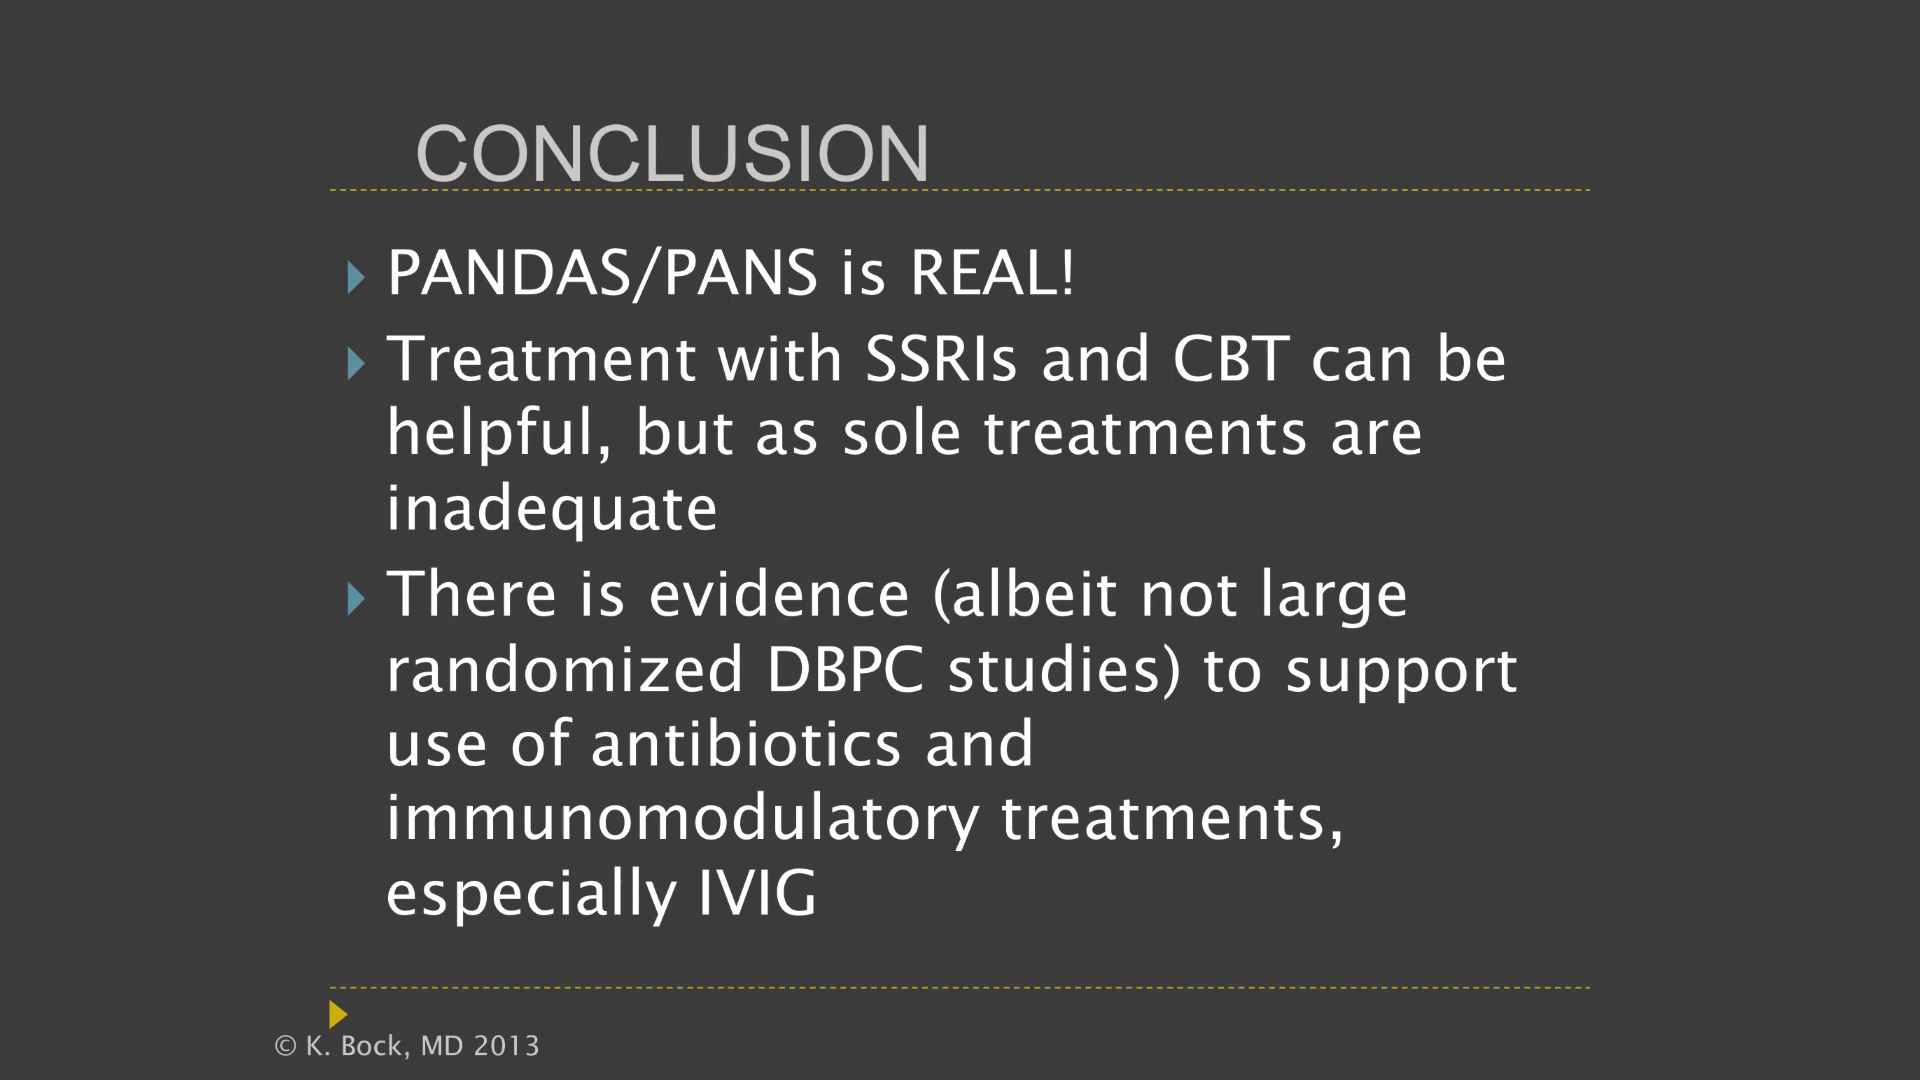 CONCLUSION
PANDAS/PANS is REAL!
Treatment with SSRIs and CBT can be
helpful, but as sole treatments are
inadequate
There is evidence (albeit not large
randomized DBPC studies) to support
use of antibiotics and
immunomodulatory treatments,
especially IVIG
© K. Bock, MD 2013